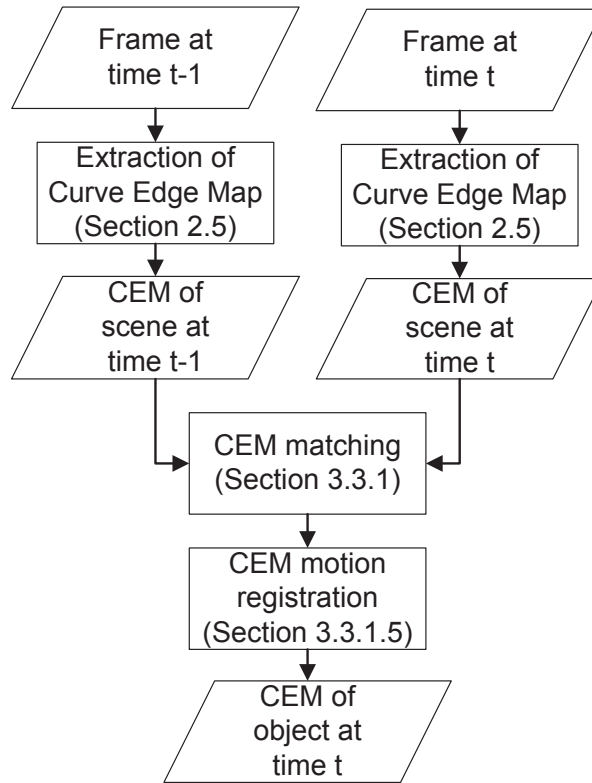 Frame at
time t-1
Frame at
time t
Extraction of
Curve Edge Map
(Section 2.5)
Extraction of
Curve Edge Map
(Section 2.5)
CEM of
scene at
time t-1
CEM of
scene at
time t
CEM matching
(Section 3.3.1)
CEM motion
registration
(Section 3.3.1.5)
CEM of
object at
time t